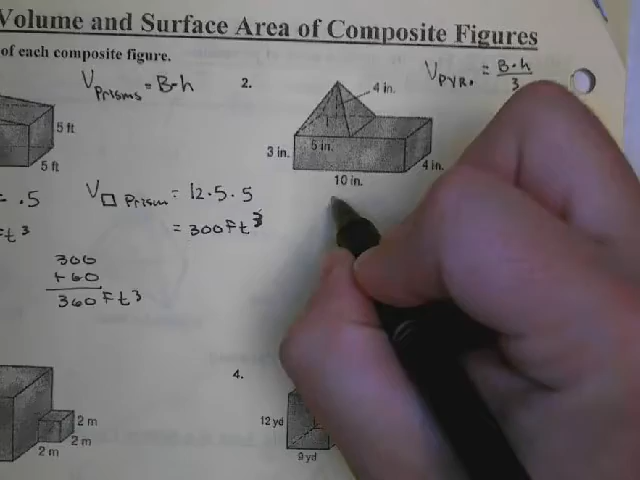 Volume and Surface Area of Composite Figures
of each composite figure.
V Prisms = B·h
2.
V PYR. = B·h / 3
4 in.
5 ft
5 ft
3 in.
5 in.
4 in.
10 in.
= .5
V □ Prism = 12·5·5
ft³
= 300 Ft³
300
+60
360 Ft³
4.
2 m
2 m
2 m
12 yd
9 yd